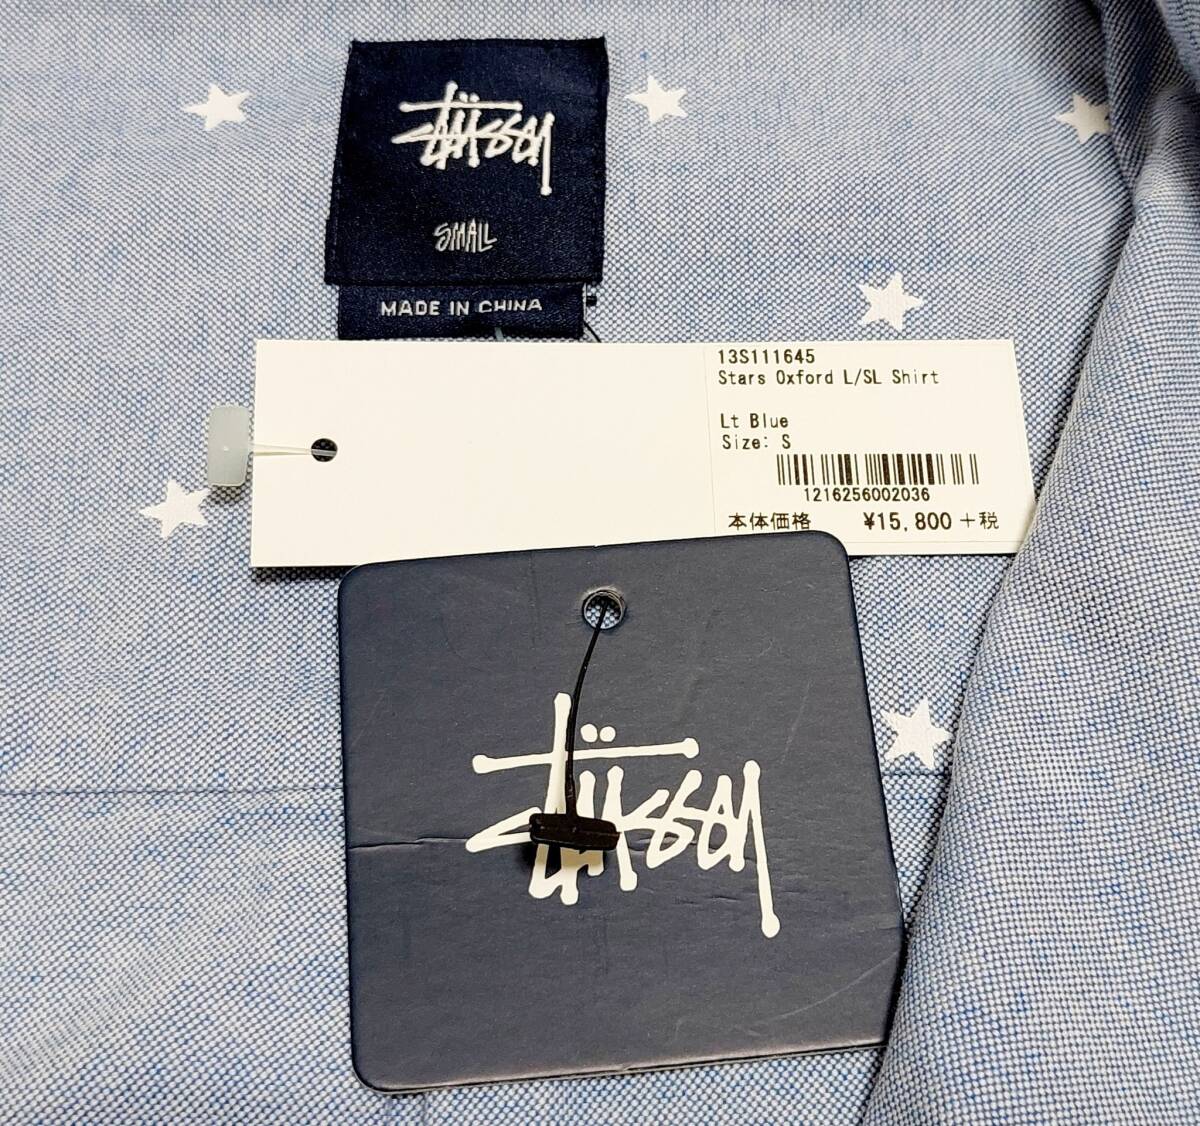 Stüssy
SMALL
MADE IN CHINA
13S111645
Stars Oxford L/SL Shirt
Lt Blue
Size: S
1216256002036
本体価格 ¥15,800+税
Stüssy